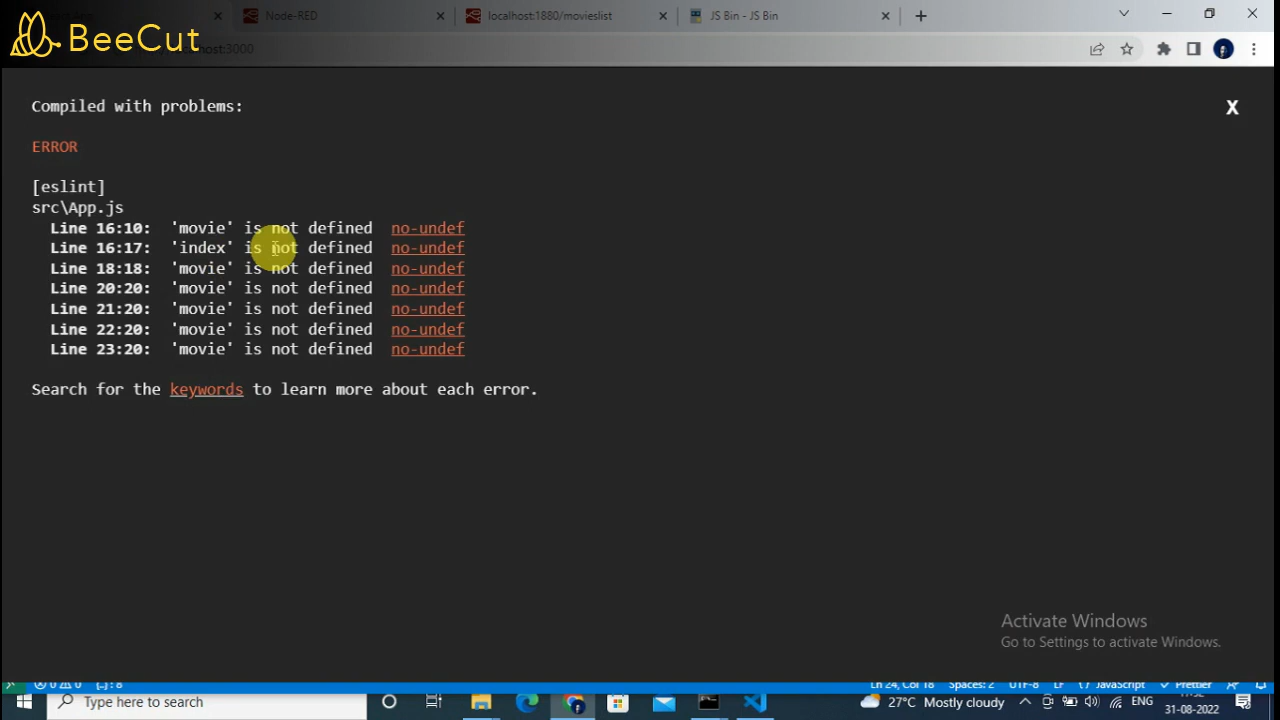 BeeCut
Node-RED
localhost:1880/movieslist
JS Bin - JS Bin
:3000
Compiled with problems:
X
ERROR
[eslint]
src\App.js
Line 16:10: 'movie' is not defined no-undef
Line 16:17: 'index' is not defined no-undef
Line 18:18: 'movie' is not defined no-undef
Line 20:20: 'movie' is not defined no-undef
Line 21:20: 'movie' is not defined no-undef
Line 22:20: 'movie' is not defined no-undef
Line 23:20: 'movie' is not defined no-undef
Search for the keywords to learn more about each error.
Activate Windows
Go to Settings to activate Windows.
Ln 24, Col 18 Spaces: 2 UTF-8 LF JavaScript Prettier
Type here to search
27°C Mostly cloudy
ENG
31-08-2022